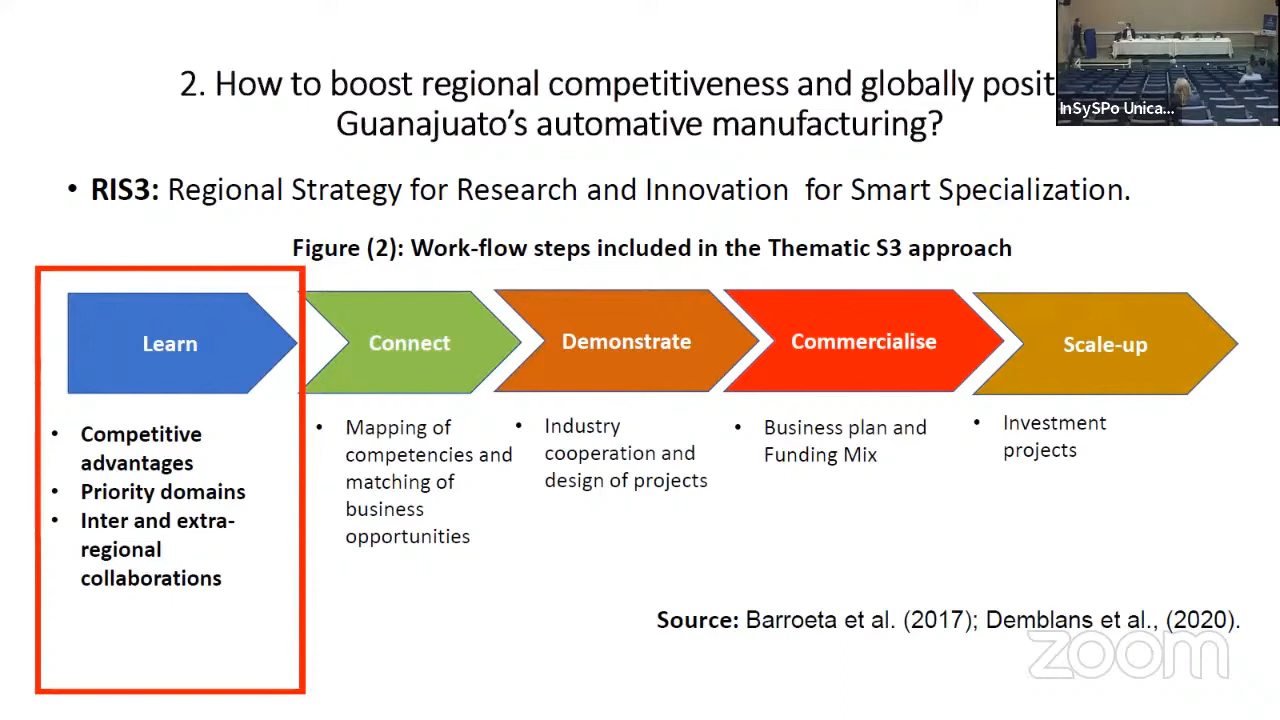 2. How to boost regional competitiveness and globally posit
Guanajuato's automotive manufacturing?
InSySPo Unica...
• RIS3: Regional Strategy for Research and Innovation for Smart Specialization.
Figure (2): Work-flow steps included in the Thematic S3 approach
Learn
Connect
Demonstrate
Commercialise
Scale-up
• Competitive
advantages
• Priority domains
• Inter and extra-
regional
collaborations
• Mapping of
competencies and
matching of
business
opportunities
• Industry
cooperation and
design of projects
• Business plan and
Funding Mix
• Investment
projects
Source: Barroeta et al. (2017); Demblans et al., (2020).
zoom